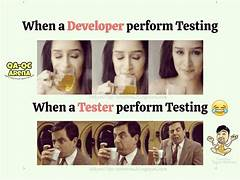 When a Developer perform Testing
QA-QC
ARENA
When a Tester perform Testing